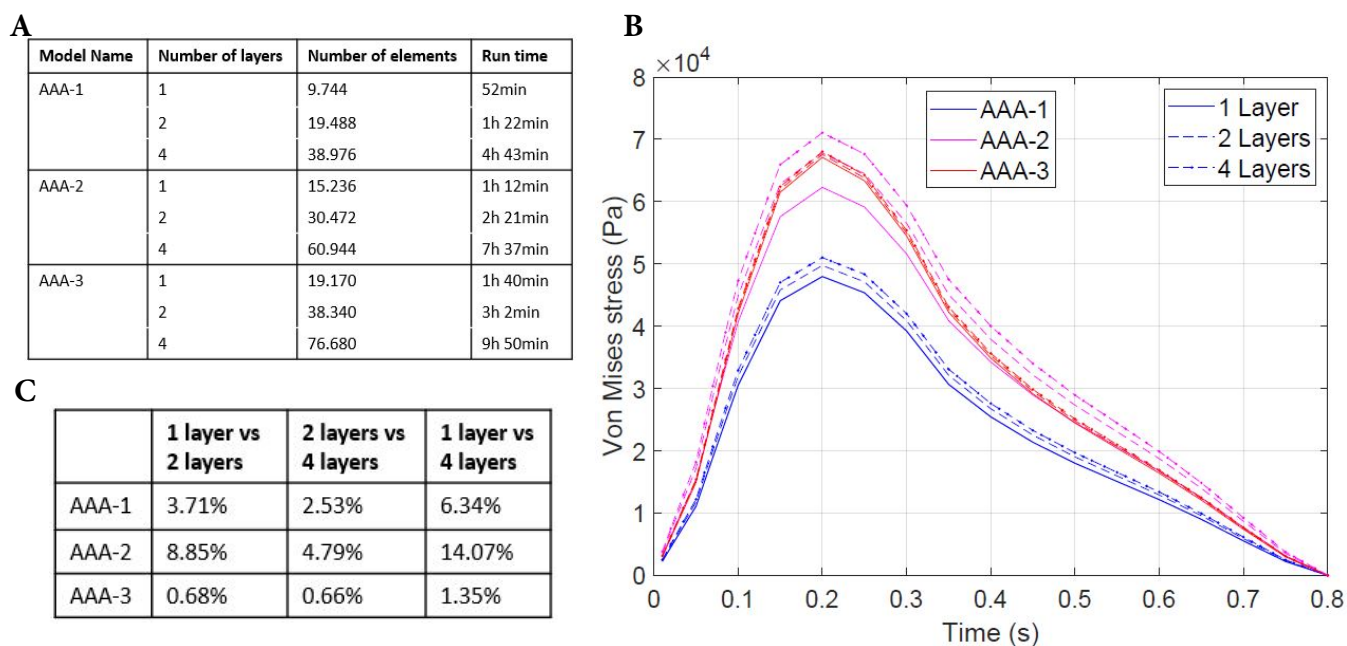 A
Model Name Number of layers Number of elements Run time
AAA-1 1 9.744 52min
2 19.488 1h 22min
4 38.976 4h 43min
AAA-2 1 15.236 1h 12min
2 30.472 2h 21min
4 60.944 7h 37min
AAA-3 1 19.170 1h 40min
2 38.340 3h 2min
4 76.680 9h 50min
C
1 layer vs 2 layers vs 1 layer vs
2 layers 4 layers 4 layers
AAA-1 3.71% 2.53% 6.34%
AAA-2 8.85% 4.79% 14.07%
AAA-3 0.68% 0.66% 1.35%
B
×10⁴
8
7
6
5
4
3
2
1
0
Von Mises stress (Pa)
AAA-1
AAA-2
AAA-3
1 Layer
2 Layers
4 Layers
0 0.1 0.2 0.3 0.4 0.5 0.6 0.7 0.8
Time (s)